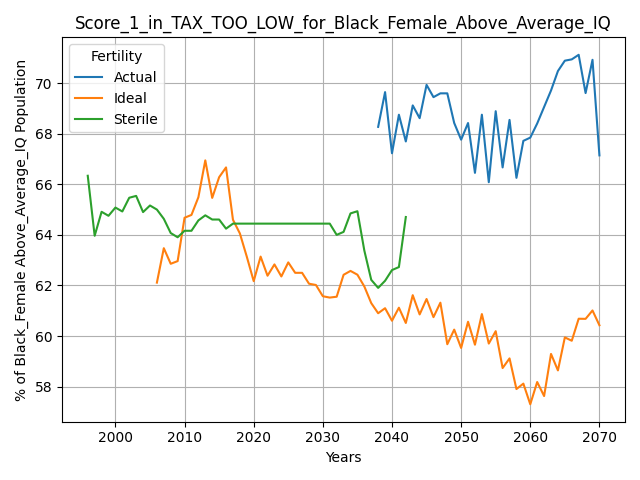 Score_1_in_TAX_TOO_LOW_for_Black_Female_Above_Average_IQ
Fertility
Actual
Ideal
Sterile
% of Black_Female Above_Average_IQ Population
70
68
66
64
62
60
58
2000 2010 2020 2030 2040 2050 2060 2070
Years